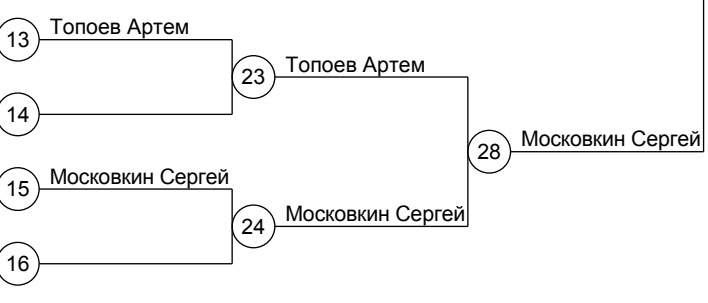 13 Топоев Артем
23 Топоев Артем
14
28 Московкин Сергей
15 Московкин Сергей
24 Московкин Сергей
16